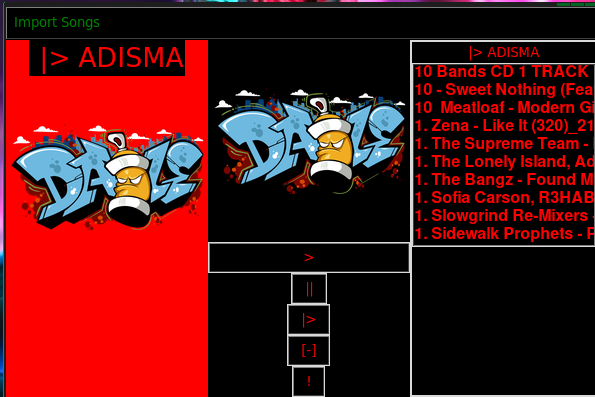 Import Songs
|> ADISMA
DALE
DALE
>
||
|>
[-]
!
|> ADISMA
10 Bands CD 1 TRACK
10 - Sweet Nothing (Fea
10 Meatloaf - Modern Gi
1. Zena - Like It (320)_21
1. The Supreme Team -
1. The Lonely Island, Ad
1. The Bangz - Found M
1. Sofia Carson, R3HAB
1. Slowgrind Re-Mixers -
1. Sidewalk Prophets - F